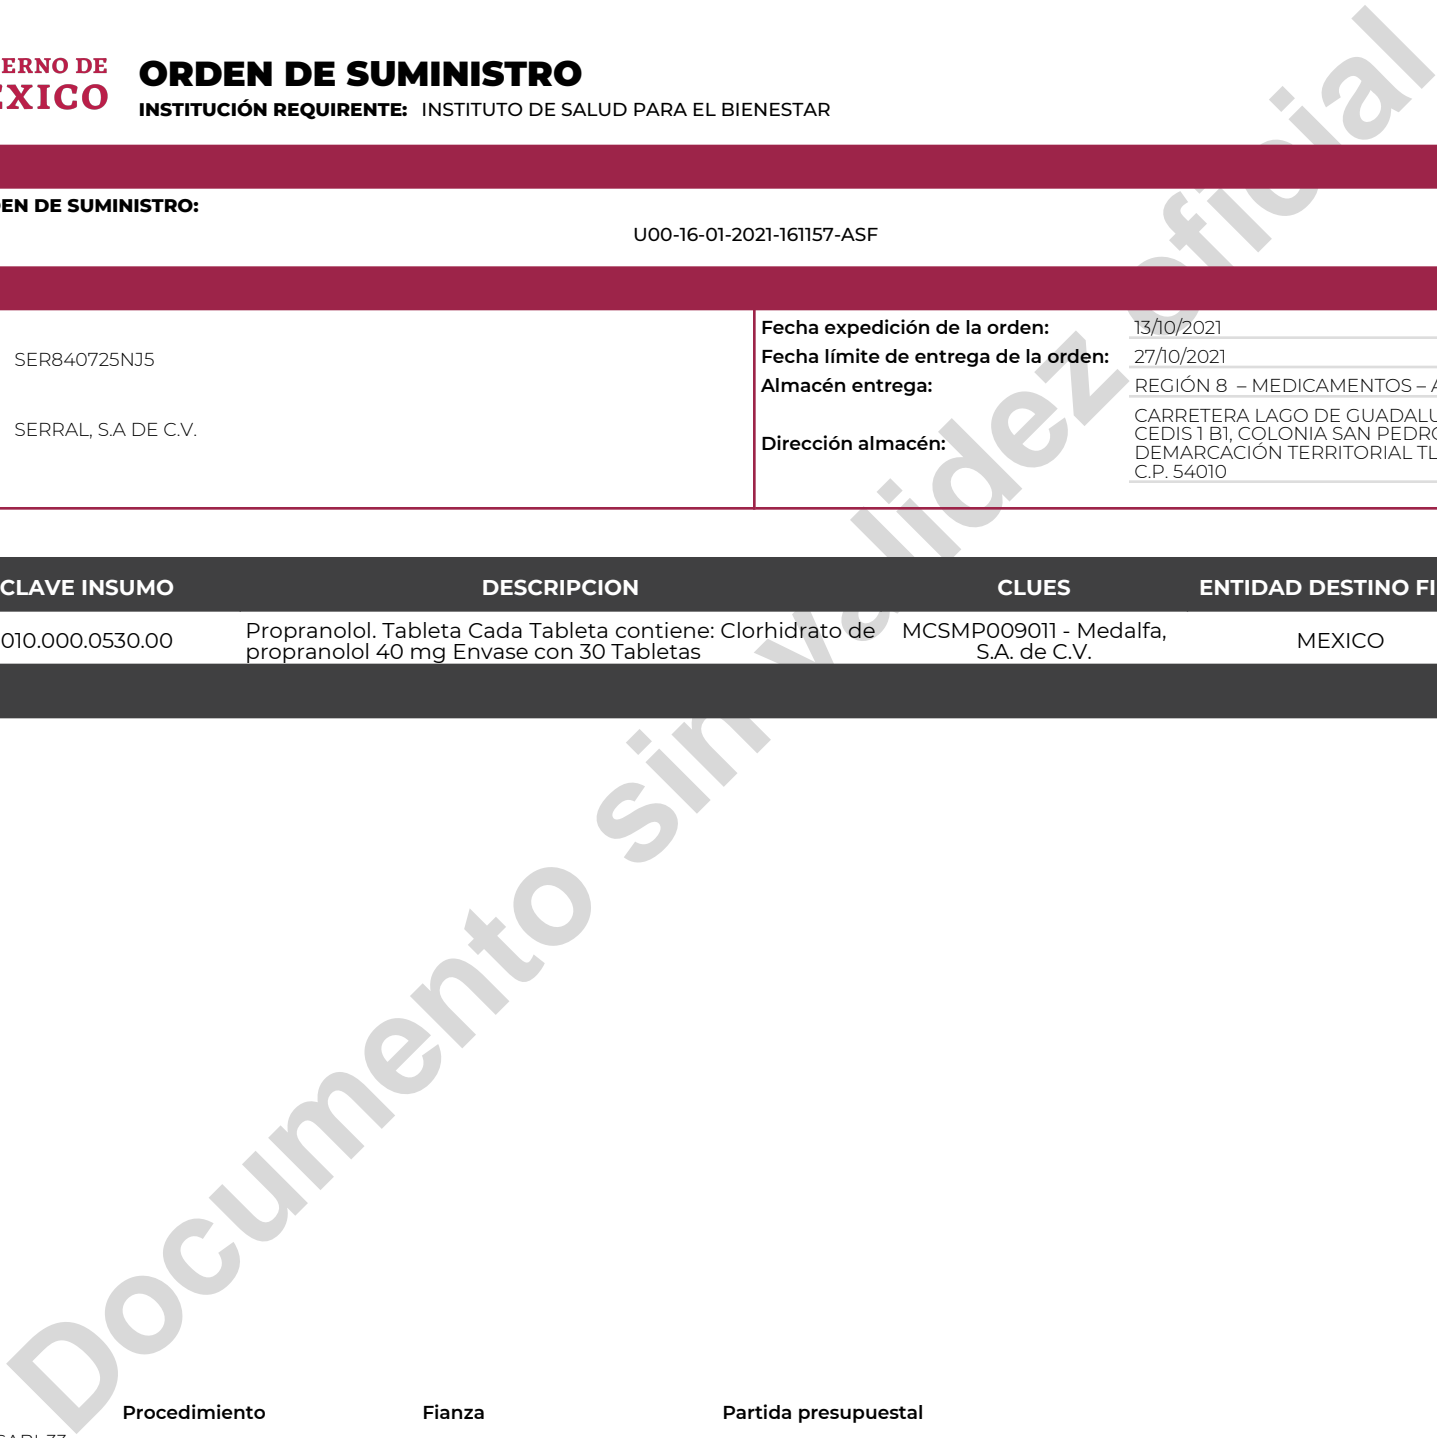 ERNO DE
EXICO
ORDEN DE SUMINISTRO
INSTITUCIÓN REQUIRENTE: INSTITUTO DE SALUD PARA EL BIENESTAR
EN DE SUMINISTRO:
U00-16-01-2021-161157-ASF
SER840725NJ5
SERRAL, S.A DE C.V.
Fecha expedición de la orden: 13/10/2021
Fecha límite de entrega de la orden: 27/10/2021
Almacén entrega: REGIÓN 8 – MEDICAMENTOS – A
Dirección almacén:
CARRETERA LAGO DE GUADALU
CEDIS 1 B1, COLONIA SAN PEDRO
DEMARCACIÓN TERRITORIAL TL
C.P. 54010
CLAVE INSUMO DESCRIPCION CLUES ENTIDAD DESTINO FI
010.000.0530.00
Propranolol. Tableta Cada Tableta contiene: Clorhidrato de
propranolol 40 mg Envase con 30 Tabletas
MCSMP009011 - Medalfa,
S.A. de C.V.
MEXICO
Documento sin validez oficial
Procedimiento Fianza Partida presupuestal